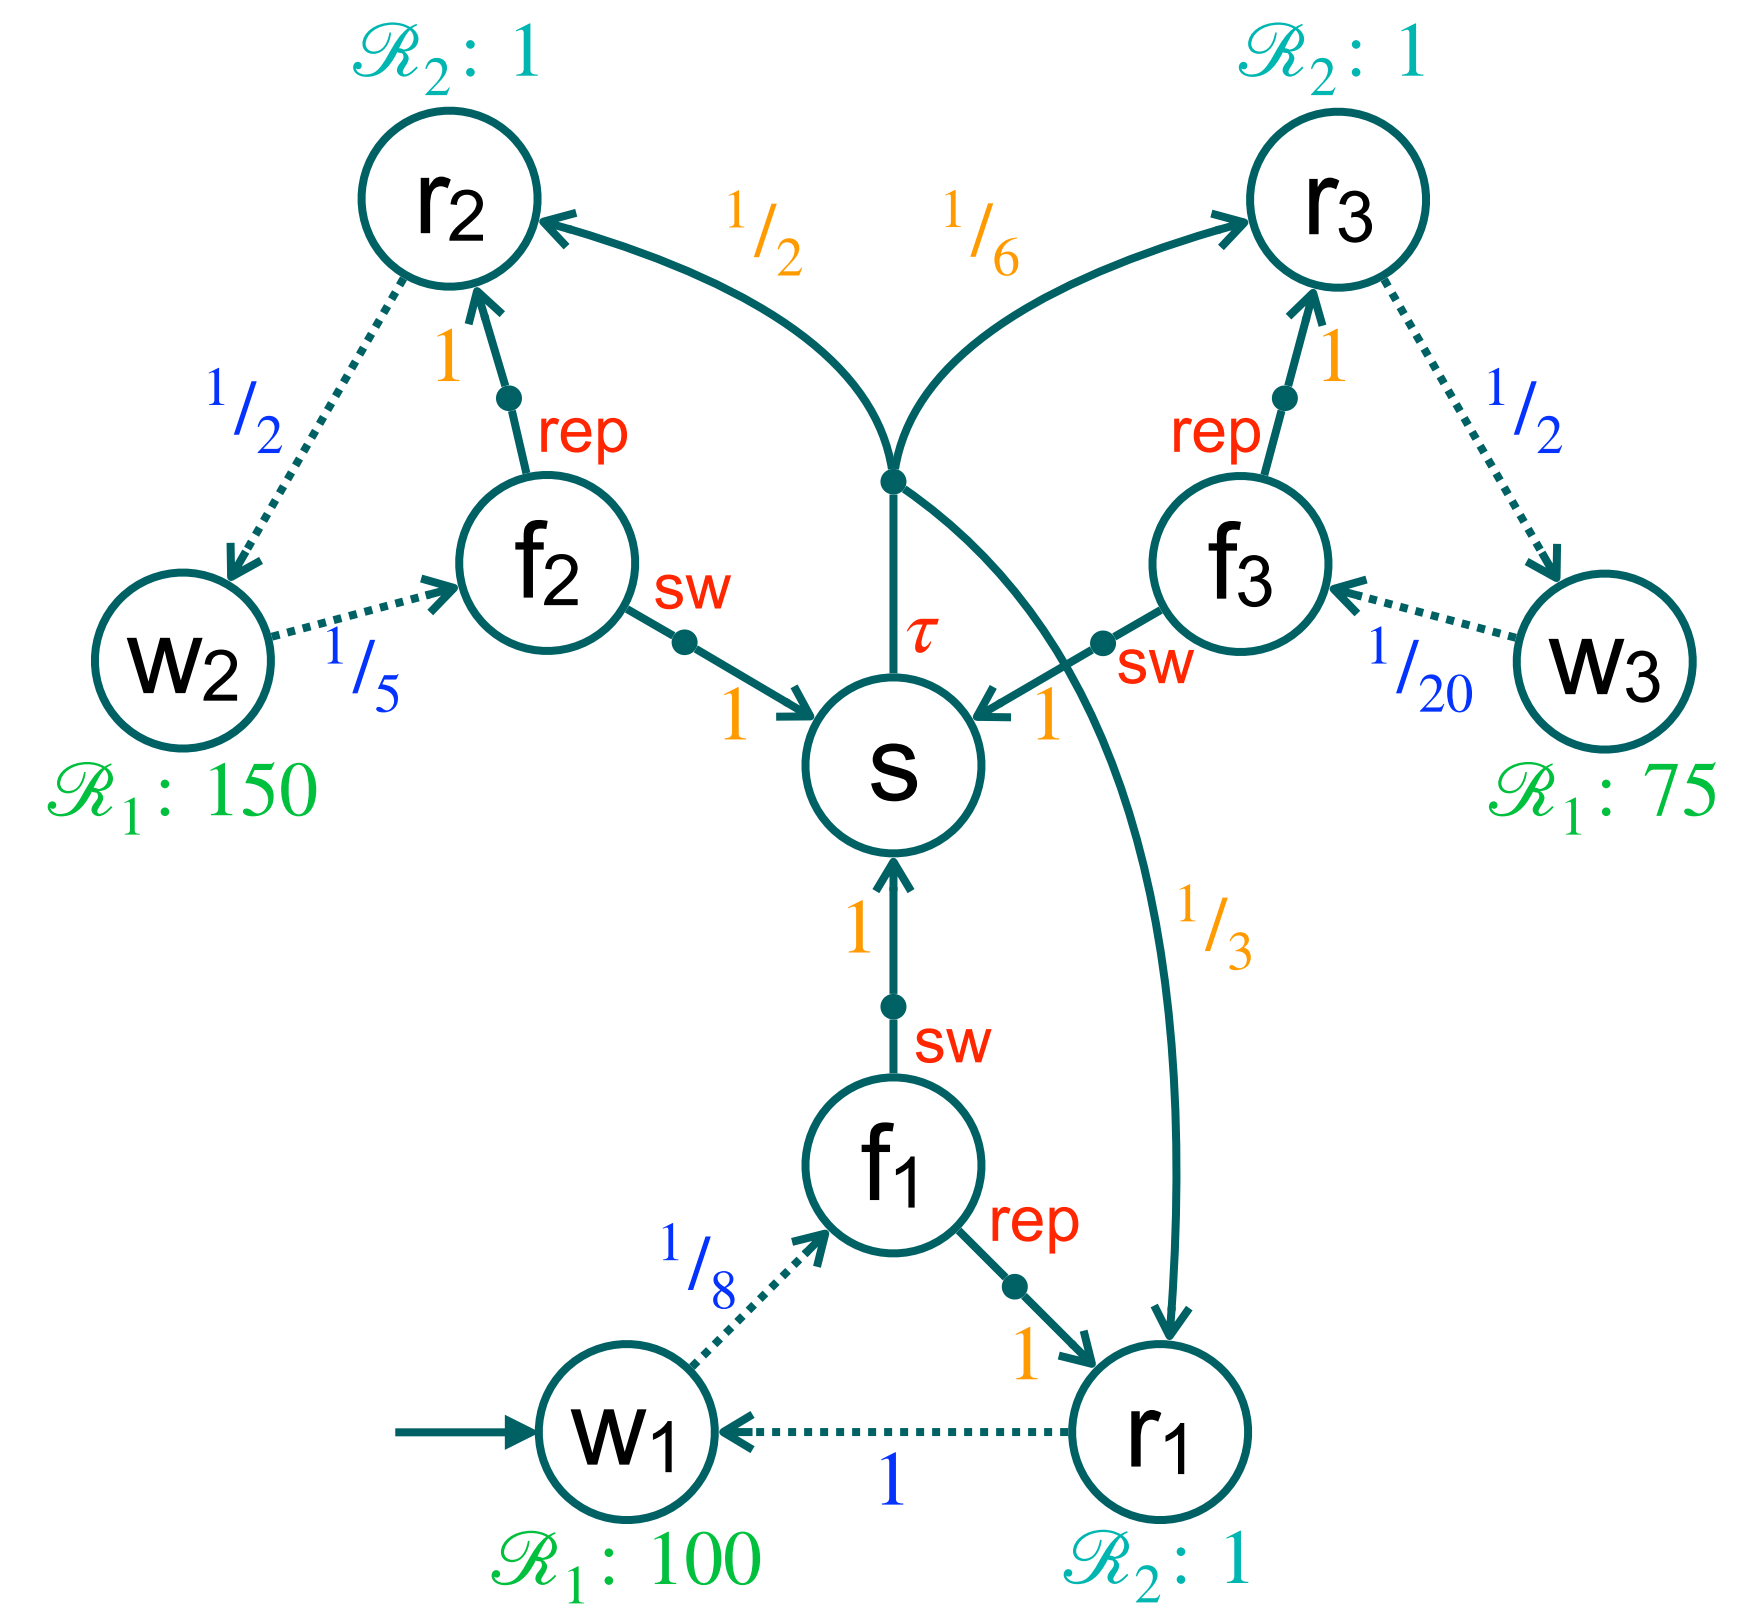 ℛ₂: 1
ℛ₂: 1
r₂
r₃
¹/₂
¹/₆
1
1
¹/₂
¹/₂
rep
rep
f₂
f₃
sw
τ
sw
w₂
w₃
¹/₅
¹/₂₀
1
1
s
ℛ₁: 150
ℛ₁: 75
1
¹/₃
sw
f₁
rep
¹/₈
1
w₁
r₁
1
ℛ₁: 100
ℛ₂: 1